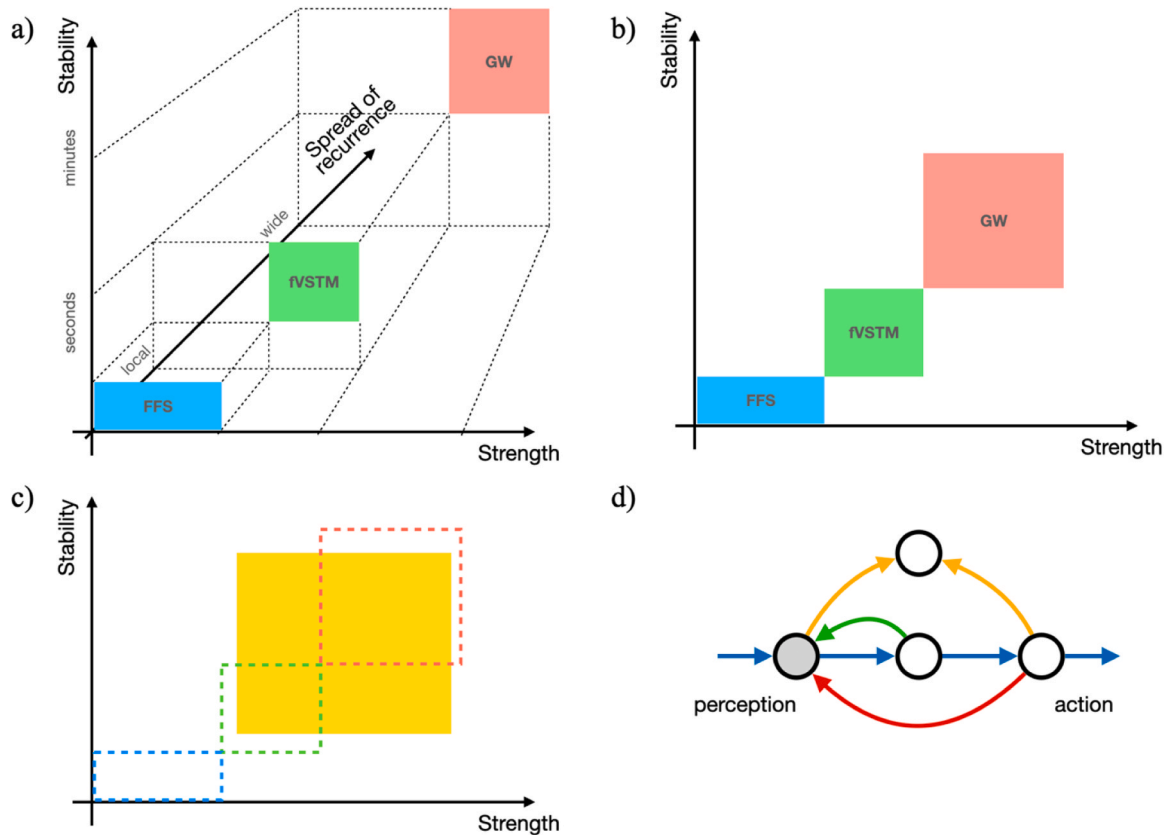 a)
Stability
minutes
seconds
GW
Spread of
recurrence
wide
fVSTM
local
FFS
Strength
b)
Stability
GW
fVSTM
FFS
Strength
c)
Stability
Strength
d)
perception
action